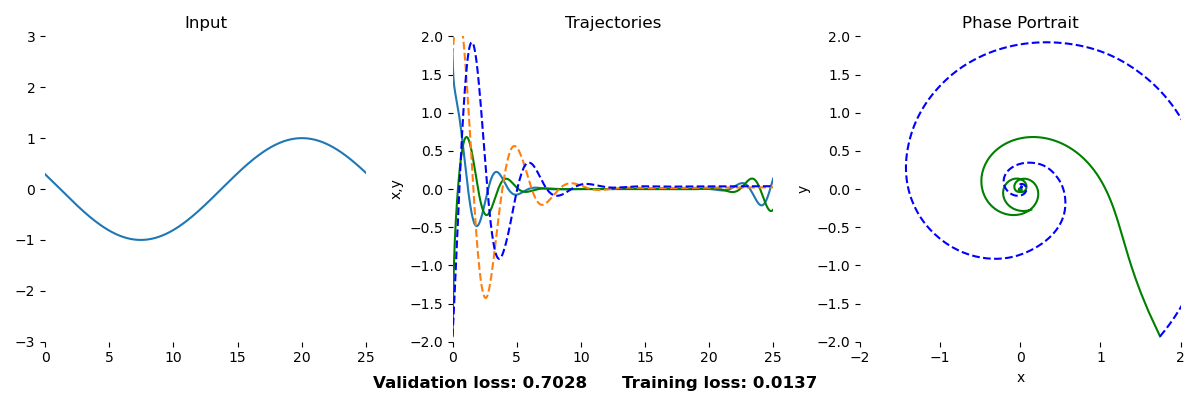 Input
3
2
1
0
−1
−2
−3
0 5 10 15 20 25
Trajectories
x,y
2.0
1.5
1.0
0.5
0.0
−0.5
−1.0
−1.5
−2.0
0 5 10 15 20 25
Phase Portrait
y
2.0
1.5
1.0
0.5
0.0
−0.5
−1.0
−1.5
−2.0
−2 −1 0 1 2
x
Validation loss: 0.7028 Training loss: 0.0137